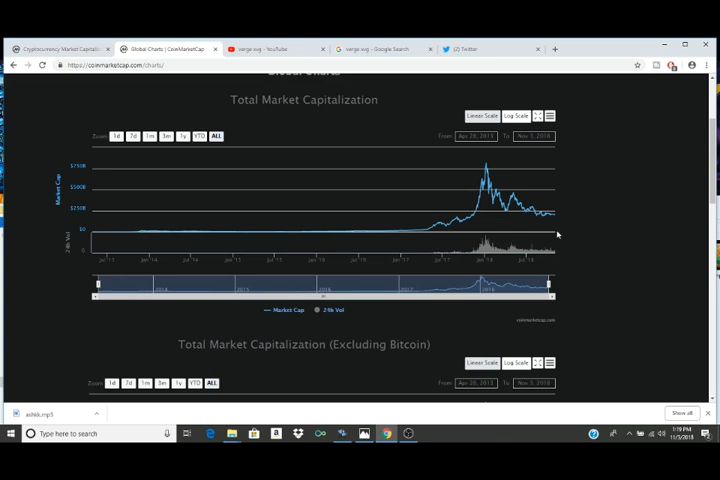 Cryptocurrency Market Capitaliz
Global Charts | CoinMarketCap
verge xvg - YouTube
verge xvg - Google Search
(2) Twitter
https://coinmarketcap.com/charts/
Global Charts
Total Market Capitalization
Linear Scale Log Scale
Zoom 1d 7d 1m 3m 1y YTD ALL
From Apr 28, 2013 To Nov 3, 2018
$750B
$500B
$250B
$0
Market Cap
24h Vol
0
Jul '13 Jan '14 Jul '14 Jan '15 Jul '15 Jan '16 Jul '16 Jan '17 Jul '17 Jan '18 Jul '18
2014 2015 2016 2017 2018
Market Cap 24h Vol
coinmarketcap.com
Total Market Capitalization (Excluding Bitcoin)
Linear Scale Log Scale
Zoom 1d 7d 1m 3m 1y YTD ALL
From Apr 28, 2013 To Nov 3, 2018
Show all
Type here to search
1:19 PM
11/3/2018